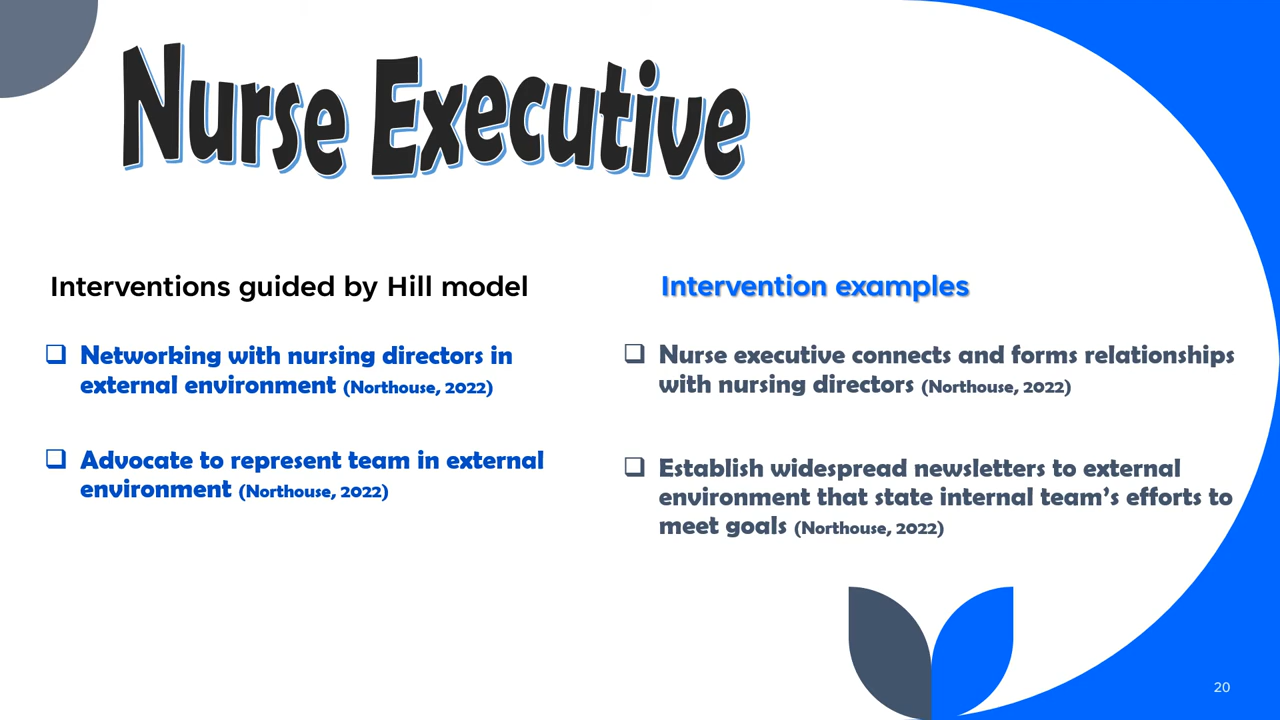 Nurse Executive
Interventions guided by Hill model
Networking with nursing directors in
external environment (Northouse, 2022)
Advocate to represent team in external
environment (Northouse, 2022)
Intervention examples
Nurse executive connects and forms relationships
with nursing directors (Northouse, 2022)
Establish widespread newsletters to external
environment that state internal team’s efforts to
meet goals (Northouse, 2022)
20